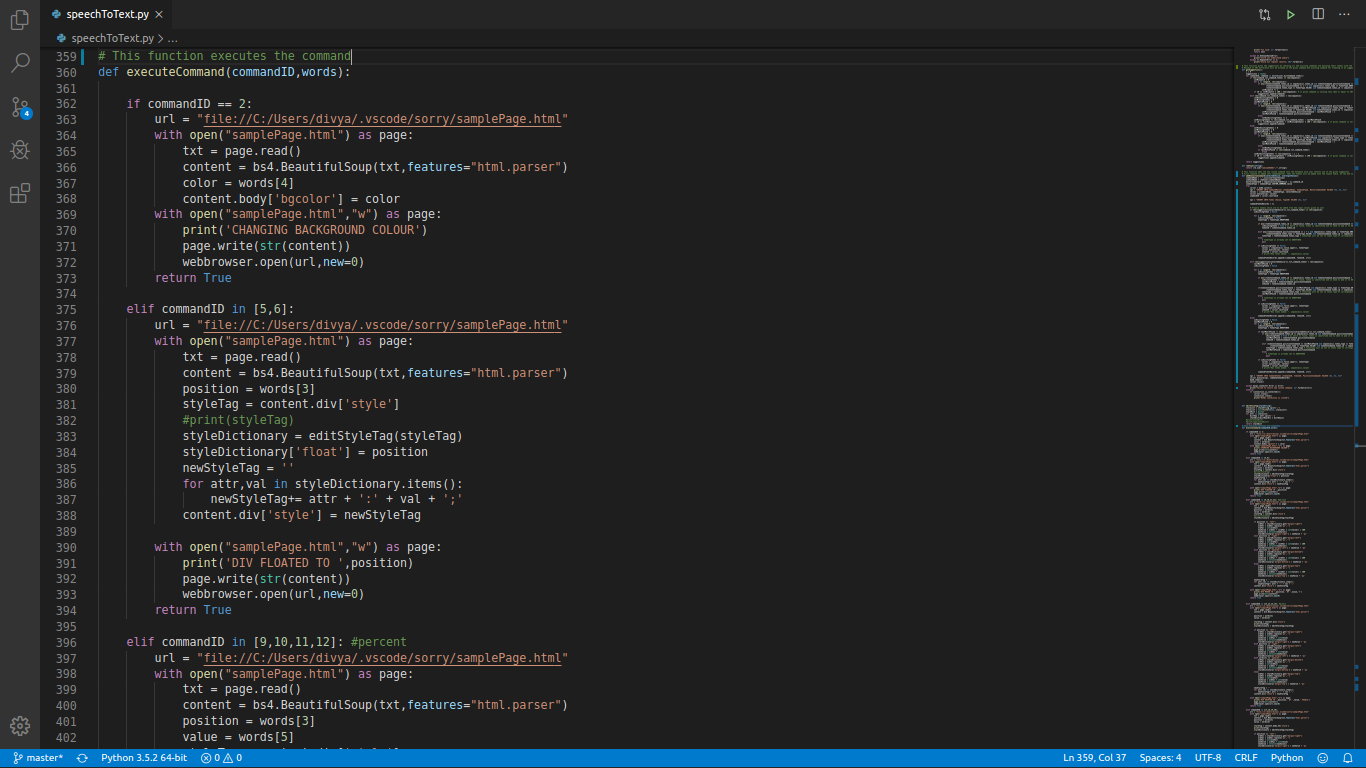 speechToText.py
speechToText.py > ...
359 # This function executes the command
360 def executeCommand(commandID,words):
361
362     if commandID == 2:
363         url = "file://C:/Users/divya/.vscode/sorry/samplePage.html"
364         with open("samplePage.html") as page:
365             txt = page.read()
366             content = bs4.BeautifulSoup(txt,features="html.parser")
367             color = words[4]
368             content.body['bgcolor'] = color
369         with open("samplePage.html","w") as page:
370             print('CHANGING BACKGROUND COLOUR')
371             page.write(str(content))
372             webbrowser.open(url,new=0)
373         return True
374
375     elif commandID in [5,6]:
376         url = "file://C:/Users/divya/.vscode/sorry/samplePage.html"
377         with open("samplePage.html") as page:
378             txt = page.read()
379             content = bs4.BeautifulSoup(txt,features="html.parser")
380             position = words[3]
381             styleTag = content.div['style']
382             #print(styleTag)
383             styleDictionary = editStyleTag(styleTag)
384             styleDictionary['float'] = position
385             newStyleTag = ''
386             for attr,val in styleDictionary.items():
387                 newStyleTag+= attr + ':' + val + ';'
388             content.div['style'] = newStyleTag
389
390         with open("samplePage.html","w") as page:
391             print('DIV FLOATED TO ',position)
392             page.write(str(content))
393             webbrowser.open(url,new=0)
394         return True
395
396     elif commandID in [9,10,11,12]: #percent
397         url = "file://C:/Users/divya/.vscode/sorry/samplePage.html"
398         with open("samplePage.html") as page:
399             txt = page.read()
400             content = bs4.BeautifulSoup(txt,features="html.parser")
401             position = words[3]
402             value = words[5]
4
master* Python 3.5.2 64-bit 0 0 Ln 359, Col 37 Spaces: 4 UTF-8 CRLF Python